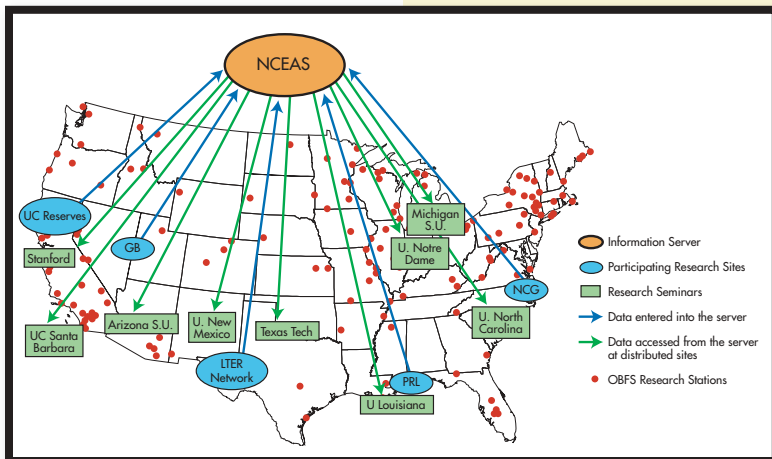 NCEAS
UC Reserves
Stanford
GB
UC Santa
Barbara
Arizona S.U.
U. New
Mexico
LTER
Network
Texas Tech
Michigan
S.U.
U. Notre
Dame
NCG
U. North
Carolina
PRL
U Louisiana
Information Server
Participating Research Sites
Research Seminars
Data entered into the server
Data accessed from the server
at distributed sites
OBFS Research Stations